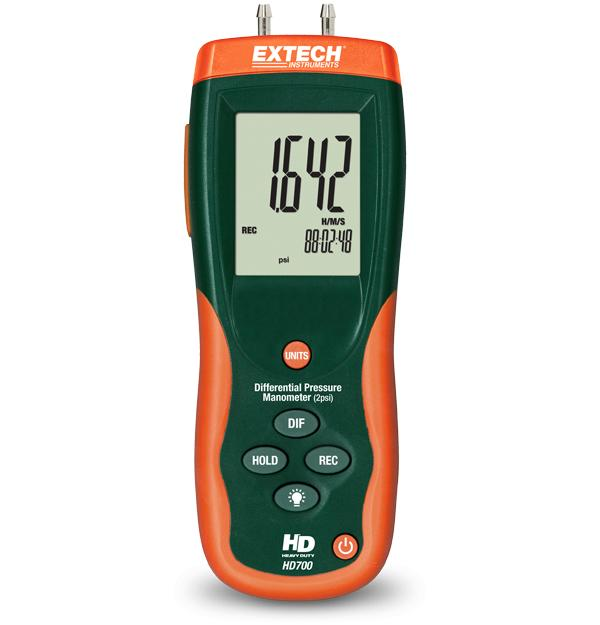 EXTECH
INSTRUMENTS
1.642
H/M/S
REC
88:02:48
psi
UNITS
Differential Pressure
Manometer (2psi)
DIF
HOLD REC
HD
HEAVY DUTY
HD700